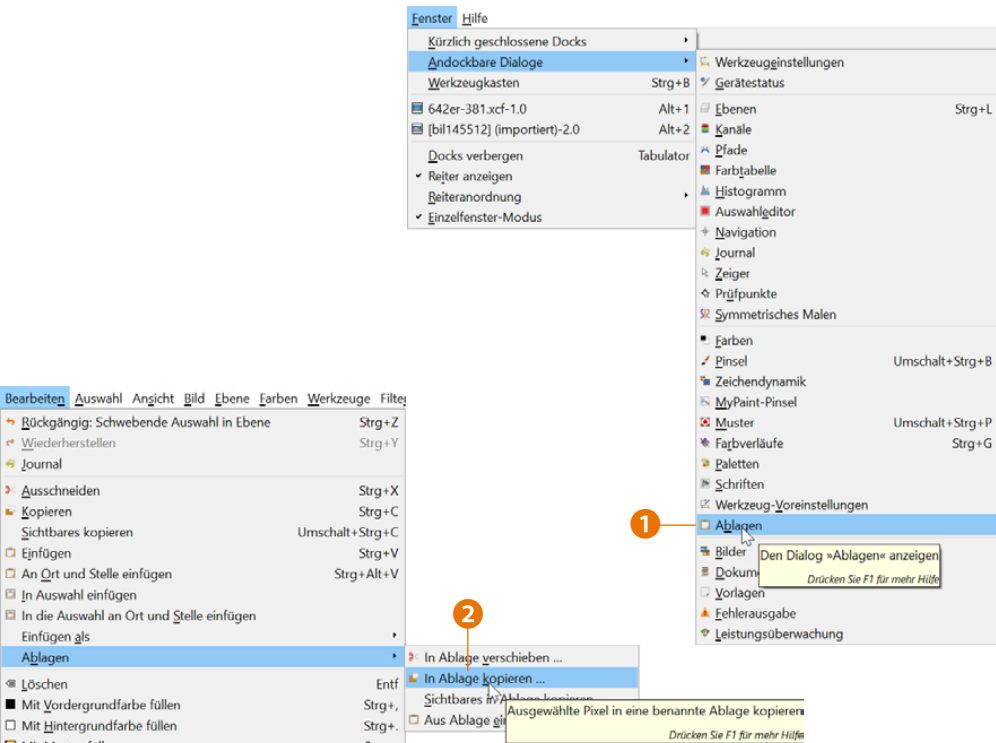 Fenster Hilfe
Kürzlich geschlossene Docks
Andockbare Dialoge
Werkzeugkasten Strg+B
642er-381.xcf-1.0 Alt+1
[bil145512] (importiert)-2.0 Alt+2
Docks verbergen Tabulator
Reiter anzeigen
Reiteranordnung
Einzelfenster-Modus
Werkzeugeinstellungen
Gerätestatus
Ebenen Strg+L
Kanäle
Pfade
Farbtabelle
Histogramm
Auswahleditor
Navigation
Journal
Zeiger
Prüfpunkte
Symmetrisches Malen
Farben
Pinsel Umschalt+Strg+B
Zeichendynamik
MyPaint-Pinsel
Muster Umschalt+Strg+P
Farbverläufe Strg+G
Paletten
Schriften
Werkzeug-Voreinstellungen
1 Ablagen
Bilder
Den Dialog »Ablagen« anzeigen
Drücken Sie F1 für mehr Hilfe
Vorlagen
Fehlerausgabe
Leistungsüberwachung
Bearbeiten Auswahl Ansicht Bild Ebene Farben Werkzeuge
Rückgängig: Schwebende Auswahl in Ebene Strg+Z
Wiederherstellen Strg+Y
Journal
Ausschneiden Strg+X
Kopieren Strg+C
Sichtbares kopieren Umschalt+Strg+C
Einfügen Strg+V
An Ort und Stelle einfügen Strg+Alt+V
In Auswahl einfügen
In die Auswahl an Ort und Stelle einfügen
Einfügen als
Ablagen
Löschen Entf
Mit Vordergrundfarbe füllen Strg+,
Mit Hintergrundfarbe füllen Strg+.
2
In Ablage verschieben ...
In Ablage kopieren ...
Sichtbares in Ablage kopieren
Aus Ablage
Ausgewählte Pixel in eine benannte Ablage kopieren
Drücken Sie F1 für mehr Hilfe